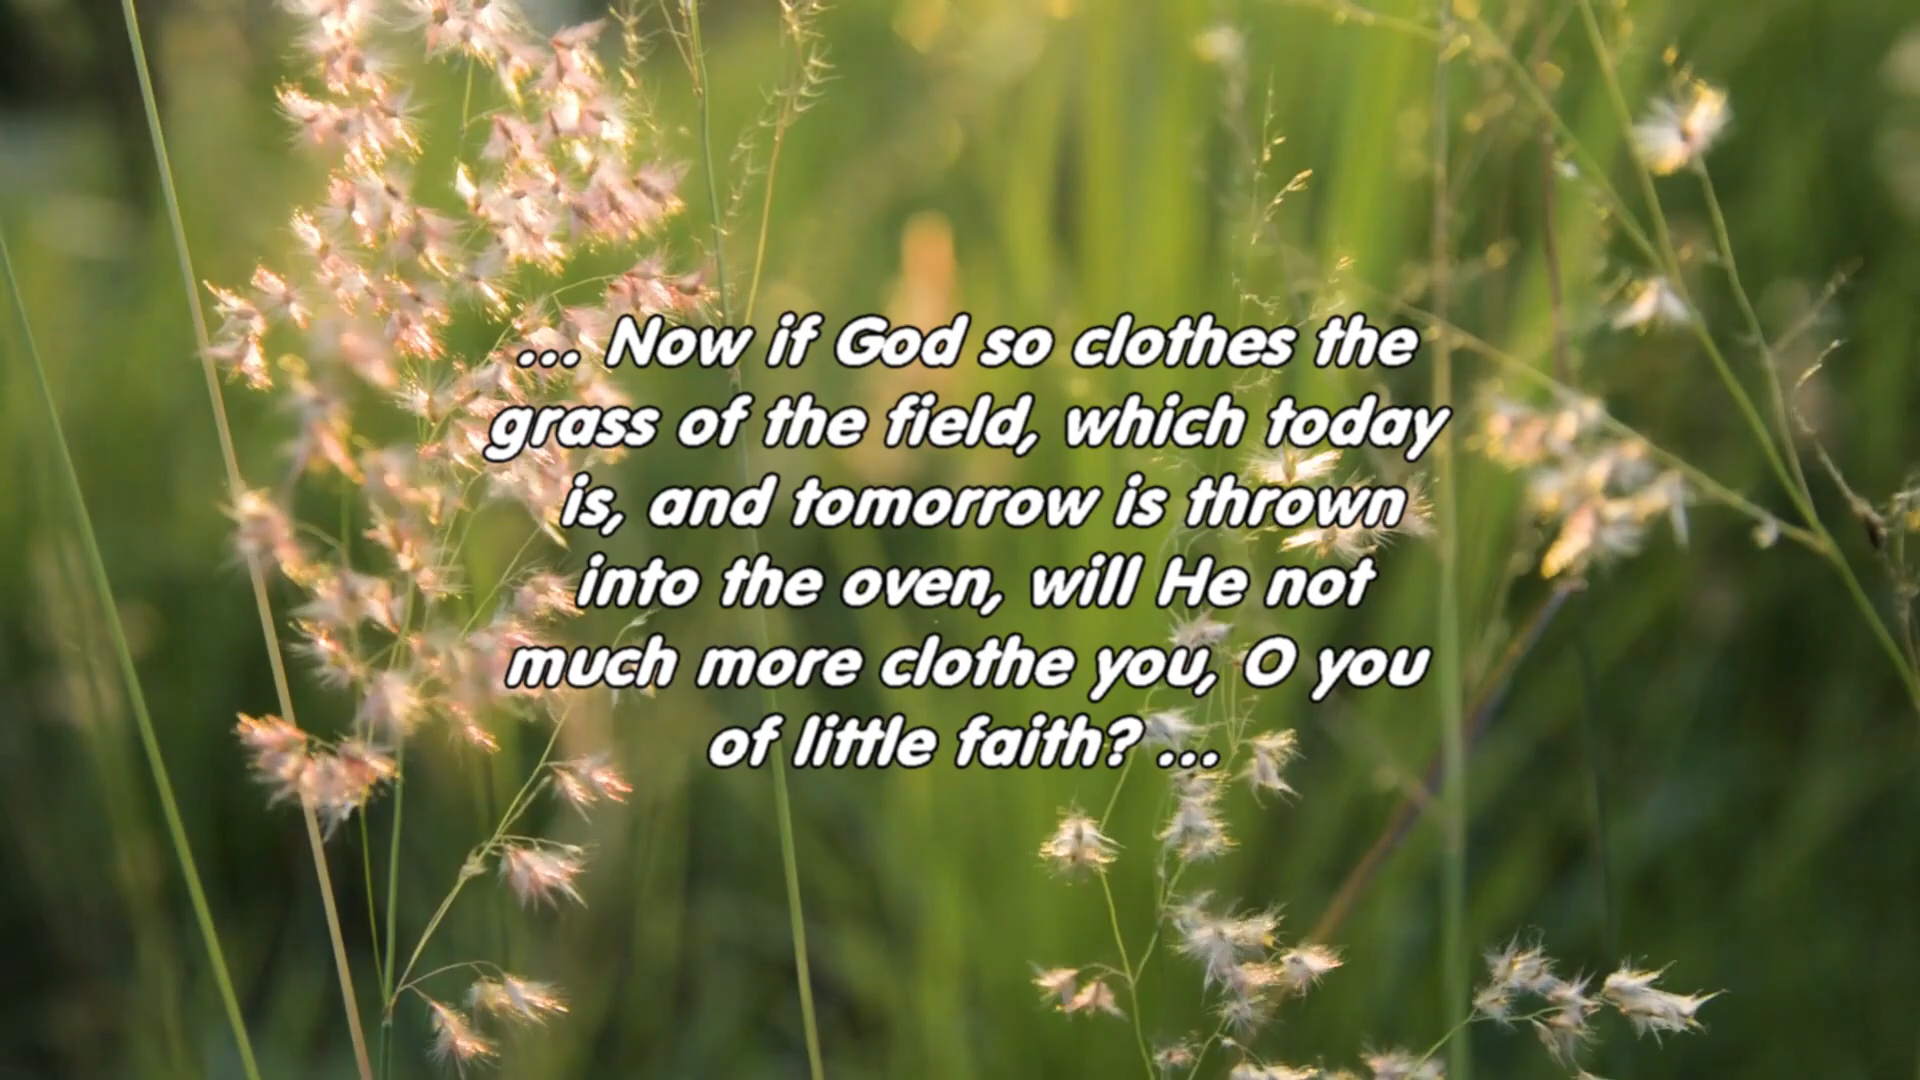 ... Now if God so clothes the
grass of the field, which today
is, and tomorrow is thrown
into the oven, will He not
much more clothe you, O you
of little faith? ...